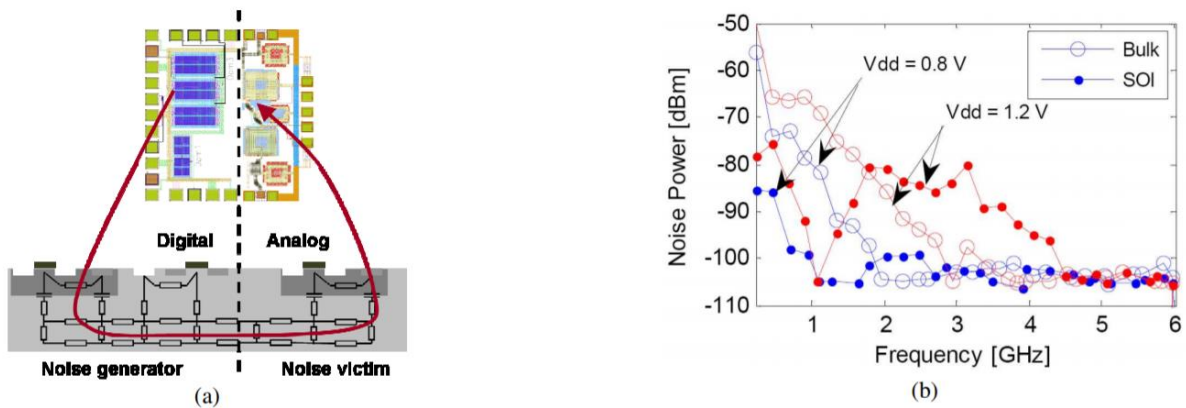 Digital
Analog
Noise generator
Noise victim
(a)
-50
-60
-70
-80
-90
-100
-110
Noise Power [dBm]
Bulk
SOI
Vdd = 0.8 V
Vdd = 1.2 V
1
2
3
4
5
6
Frequency [GHz]
(b)